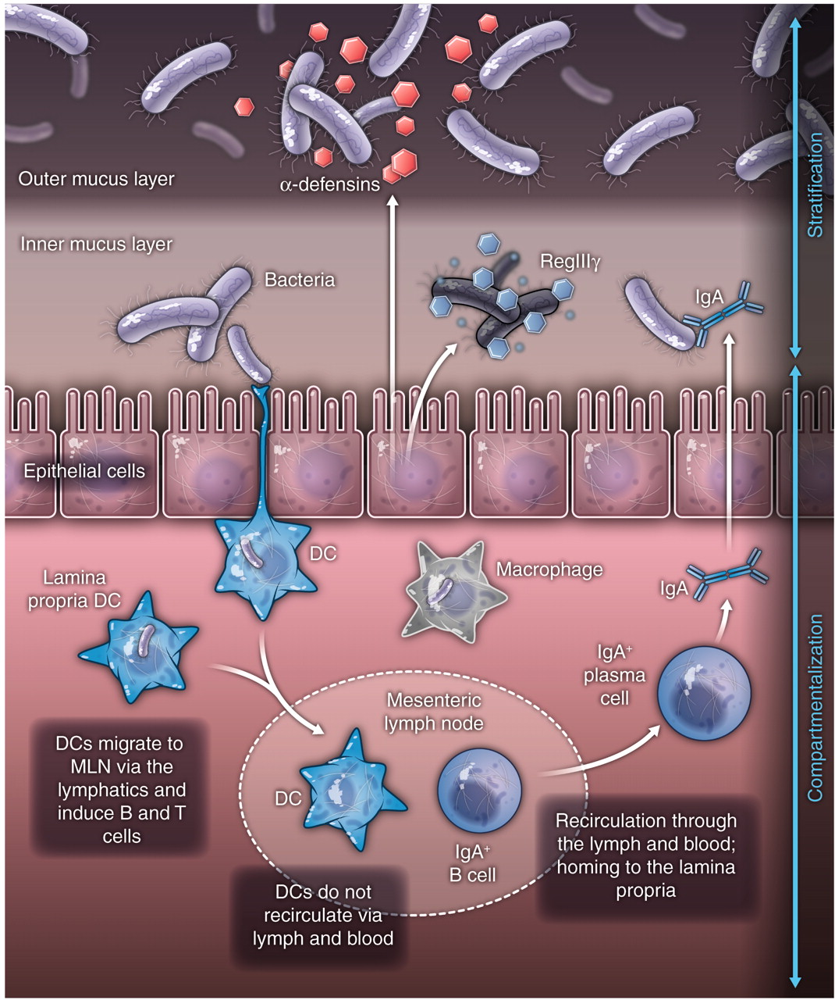 Outer mucus layer
α-defensins
Stratification
Inner mucus layer
Bacteria
RegIIIγ
IgA
Epithelial cells
DC
Macrophage
Lamina
propria DC
IgA
IgA+
plasma
cell
Compartmentalization
Mesenteric
lymph node
DCs migrate to
MLN via the
lymphatics and
induce B and T
cells
DC
IgA+
B cell
Recirculation through
the lymph and blood;
homing to the lamina
propria
DCs do not
recirculate via
lymph and blood